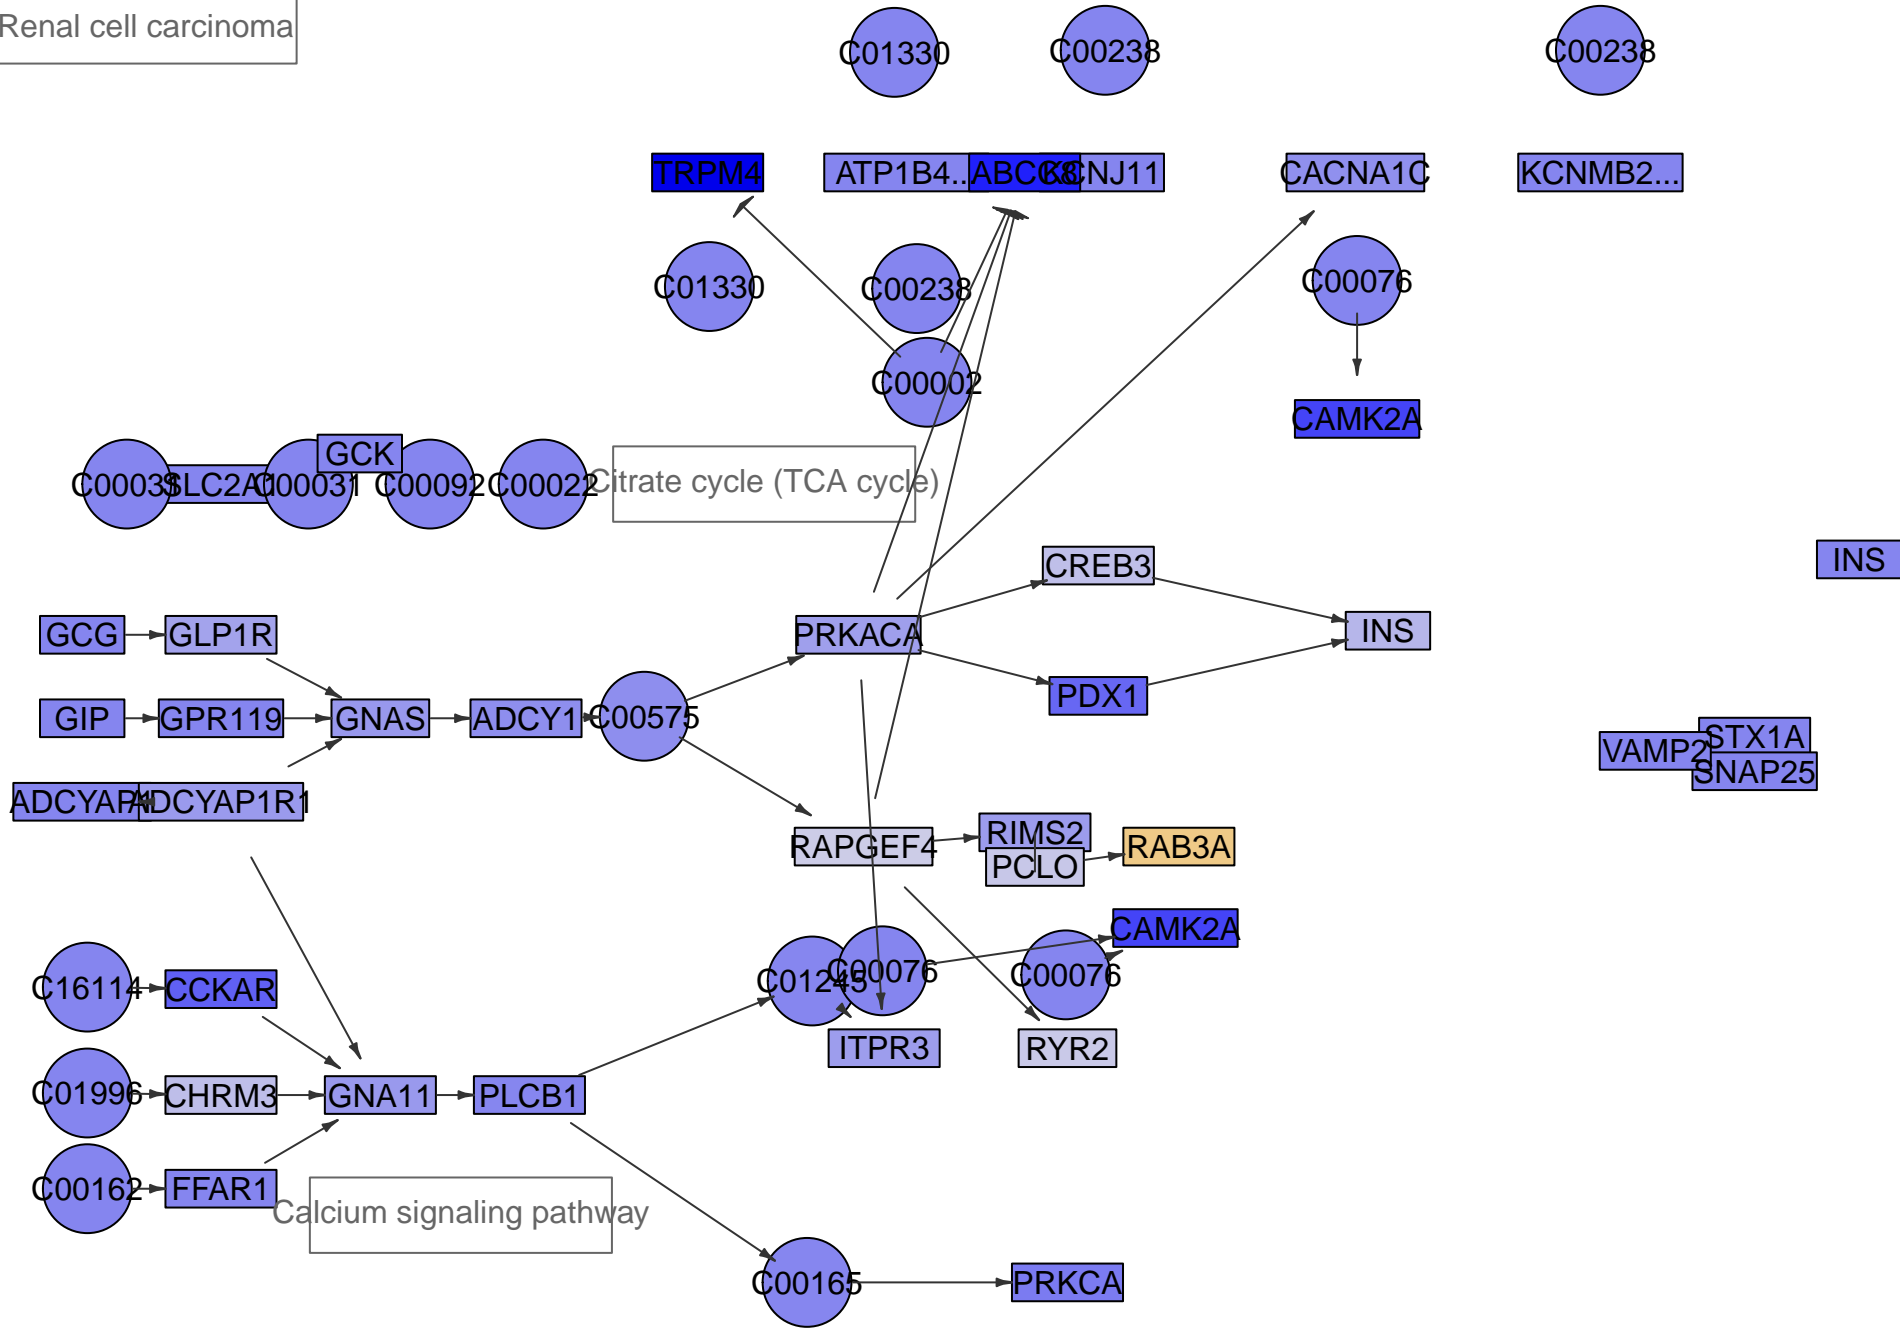 Renal cell carcinoma
C01330
C00238
C00238
TRPM4
ATP1B4...
ABCC8
KCNJ11
CACNA1C
KCNMB2...
C01330
C00238
C00076
C00002
CAMK2A
C00031
SLC2A1
C00031
GCK
C00092
C00022
Citrate cycle (TCA cycle)
CREB3
INS
GCG
GLP1R
PRKACA
INS
GIP
GPR119
GNAS
ADCY1
C00575
PDX1
VAMP2
STX1A
SNAP25
ADCYAP1
ADCYAP1R1
RAPGEF4
RIMS2
PCLO
RAB3A
CAMK2A
C16114
CCKAR
C01245
C00076
C00076
ITPR3
RYR2
C01996
CHRM3
GNA11
PLCB1
C00162
FFAR1
Calcium signaling pathway
C00165
PRKCA